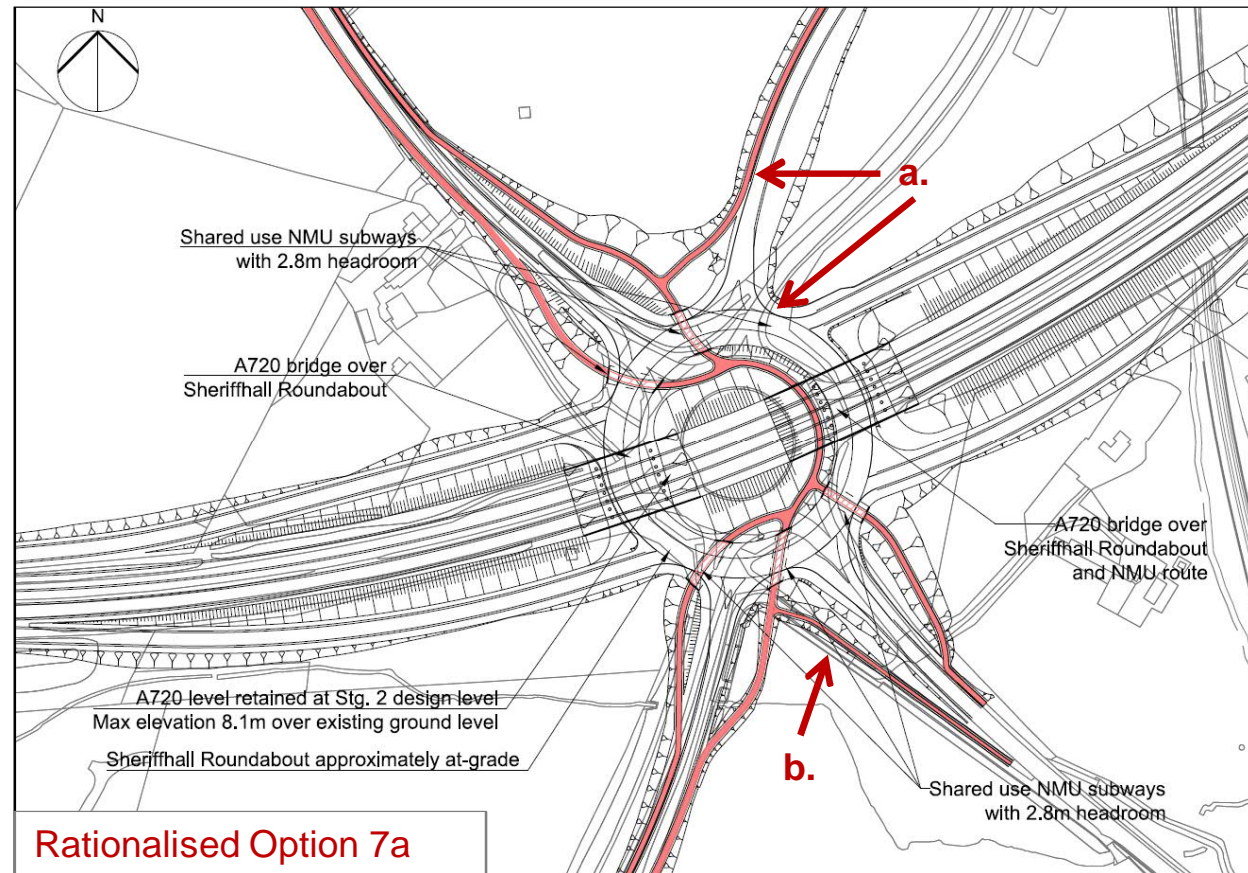 N
a.
Shared use NMU subways
with 2.8m headroom
A720 bridge over
Sheriffhall Roundabout
A720 bridge over
Sheriffhall Roundabout
and NMU route
A720 level retained at Stg. 2 design level
Max elevation 8.1m over existing ground level
Sheriffhall Roundabout approximately at-grade
b.
Shared use NMU subways
with 2.8m headroom
Rationalised Option 7a